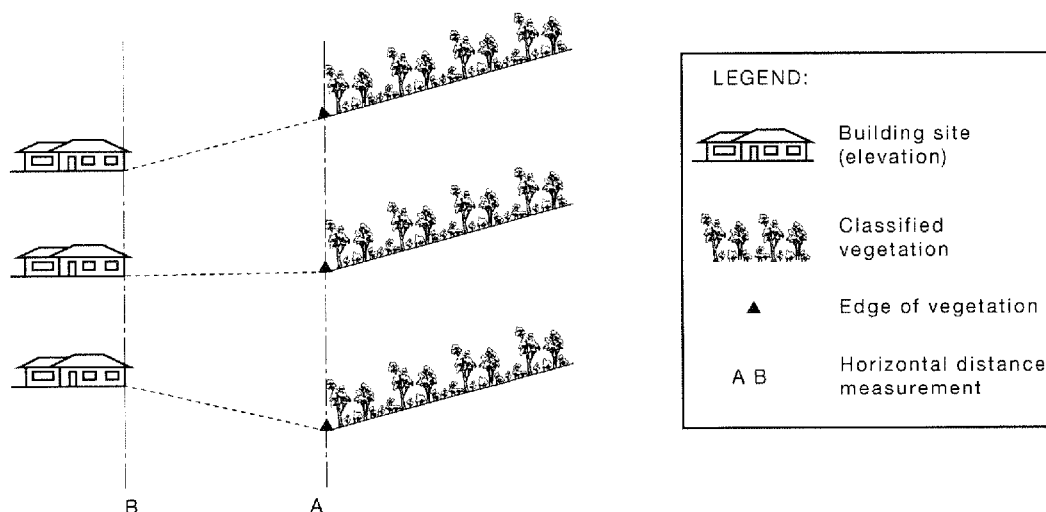 LEGEND:
Building site
(elevation)
Classified
vegetation
Edge of vegetation
A B
Horizontal distance
measurement
B
A